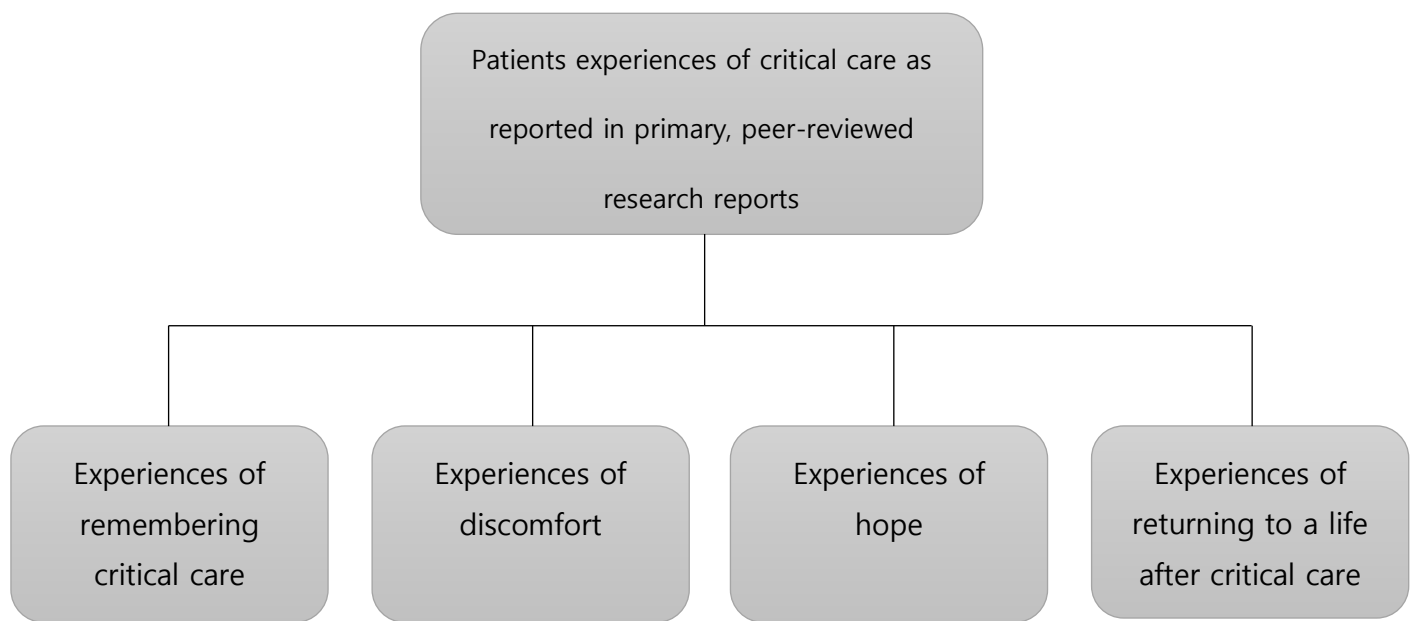 Patients experiences of critical care as
reported in primary, peer-reviewed
research reports
Experiences of
remembering
critical care
Experiences of
discomfort
Experiences of
hope
Experiences of
returning to a life
after critical care